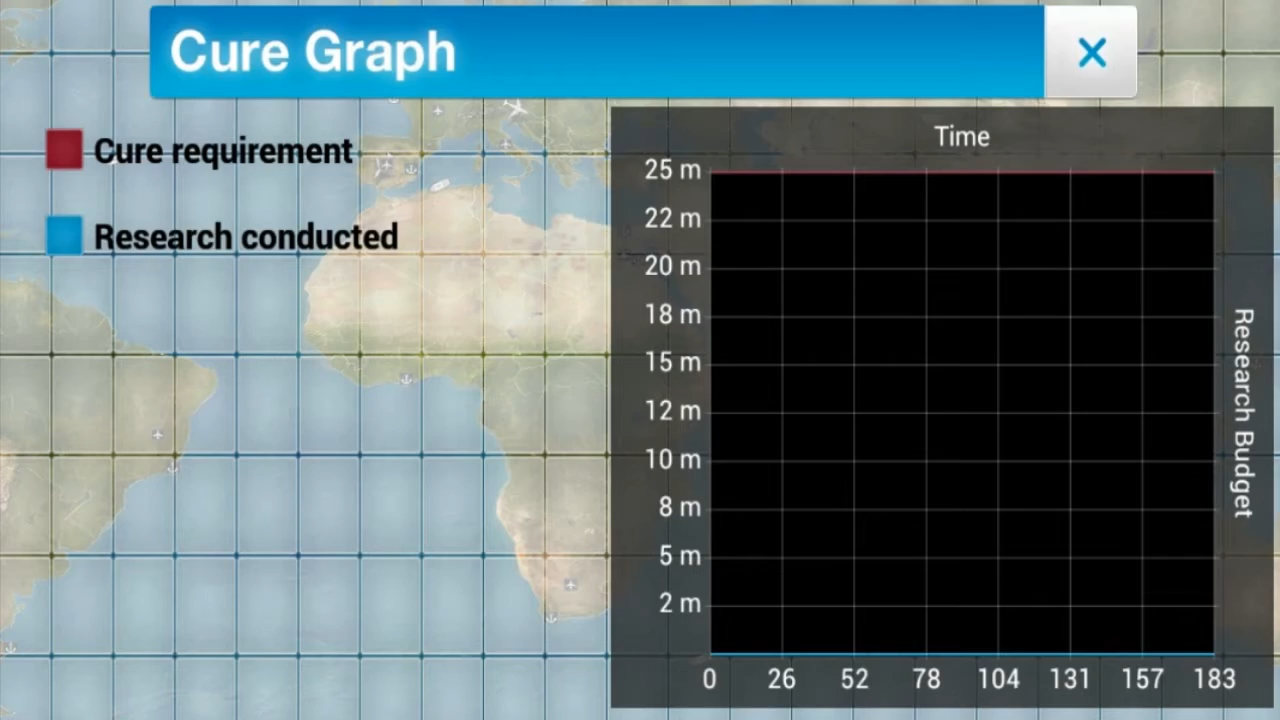 Cure Graph
Cure requirement
Research conducted
Time
25 m
22 m
20 m
18 m
15 m
12 m
10 m
8 m
5 m
2 m
0 26 52 78 104 131 157 183
Research Budget